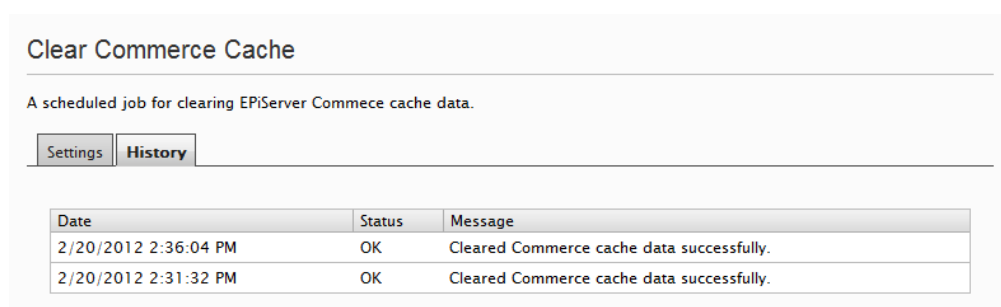 Clear Commerce Cache
A scheduled job for clearing EPiServer Commece cache data.
Settings History
Date Status Message
2/20/2012 2:36:04 PM OK Cleared Commerce cache data successfully.
2/20/2012 2:31:32 PM OK Cleared Commerce cache data successfully.